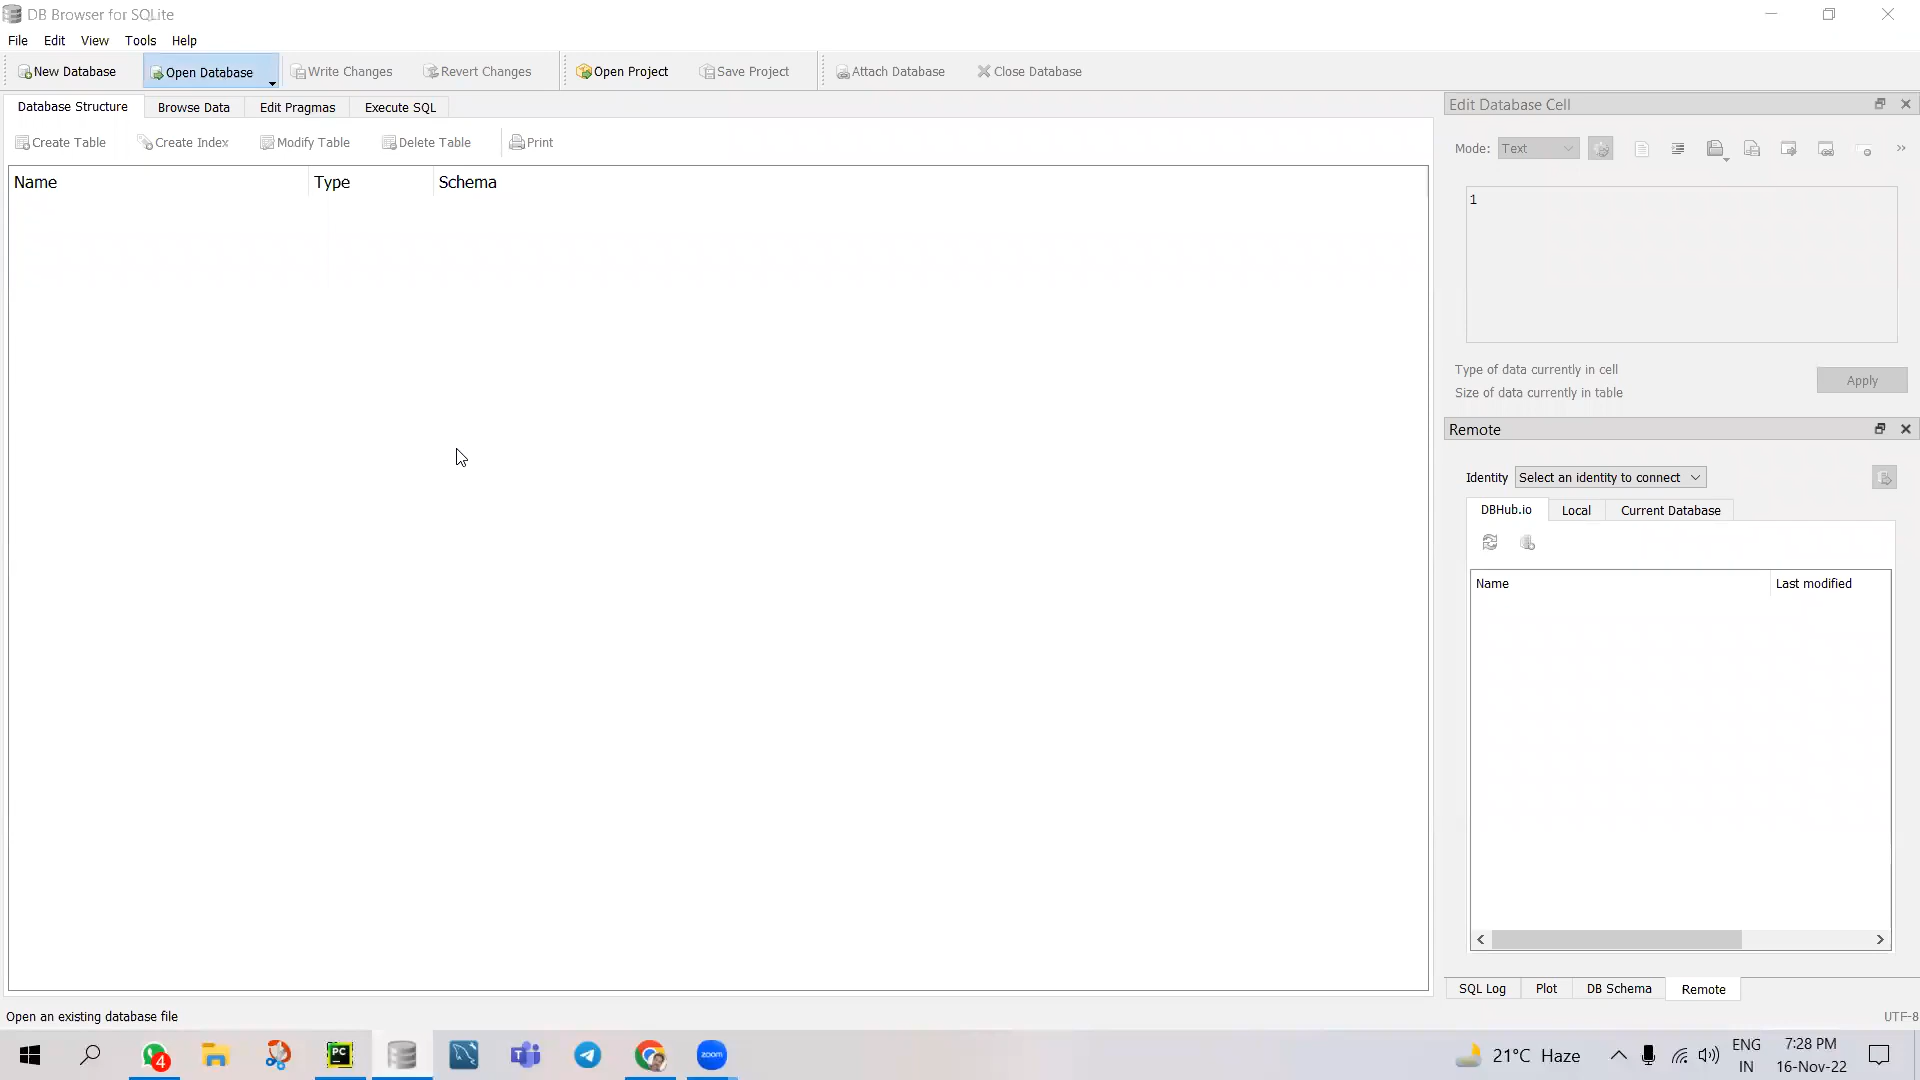 DB Browser for SQLite
File Edit View Tools Help
New Database Open Database Write Changes Revert Changes Open Project Save Project Attach Database Close Database
Database Structure Browse Data Edit Pragmas Execute SQL
Create Table Create Index Modify Table Delete Table Print
Name Type Schema
Edit Database Cell
Mode: Text
1
Type of data currently in cell
Size of data currently in table
Apply
Remote
Identity Select an identity to connect
DBHub.io Local Current Database
Name Last modified
SQL Log Plot DB Schema Remote
Open an existing database file
UTF-8
4 PC zoom
21°C Haze
ENG
IN
7:28 PM
16-Nov-22